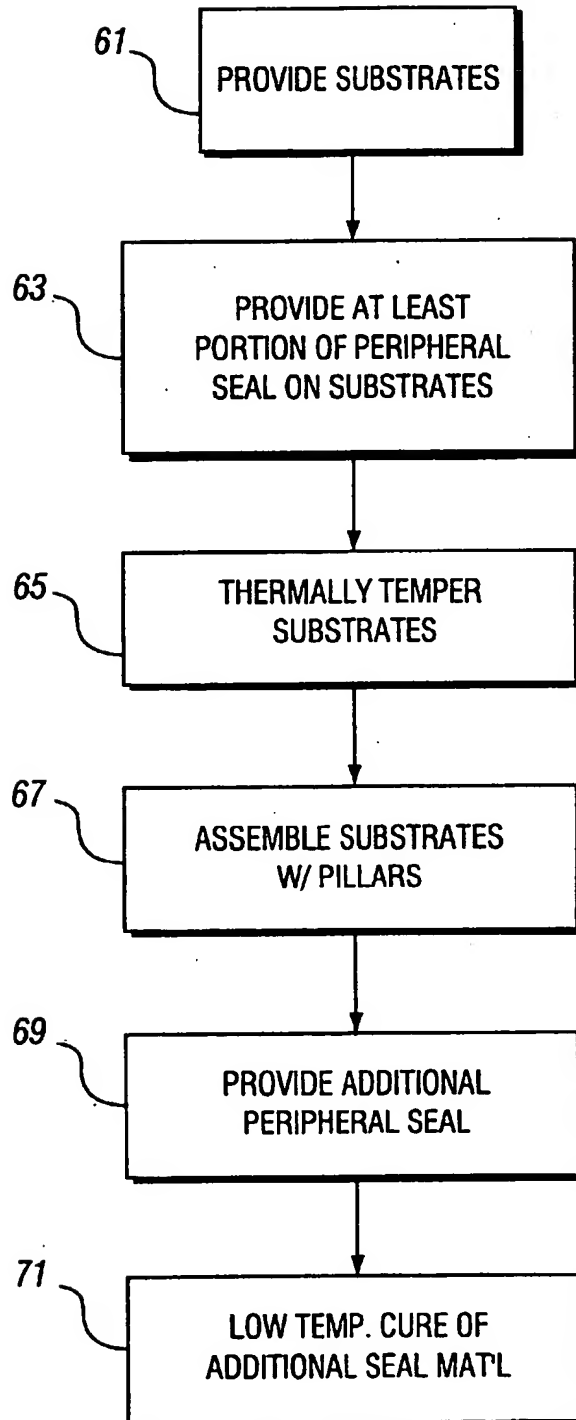 61
PROVIDE SUBSTRATES
63
PROVIDE AT LEAST
PORTION OF PERIPHERAL
SEAL ON SUBSTRATES
65
THERMALLY TEMPER
SUBSTRATES
67
ASSEMBLE SUBSTRATES
W/ PILLARS
69
PROVIDE ADDITIONAL
PERIPHERAL SEAL
71
LOW TEMP. CURE OF
ADDITIONAL SEAL MAT'L